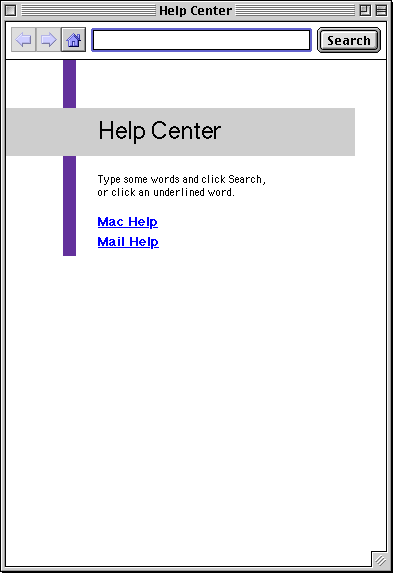 Help Center
Search
Help Center
Type some words and click Search,
or click an underlined word.
Mac Help
Mail Help